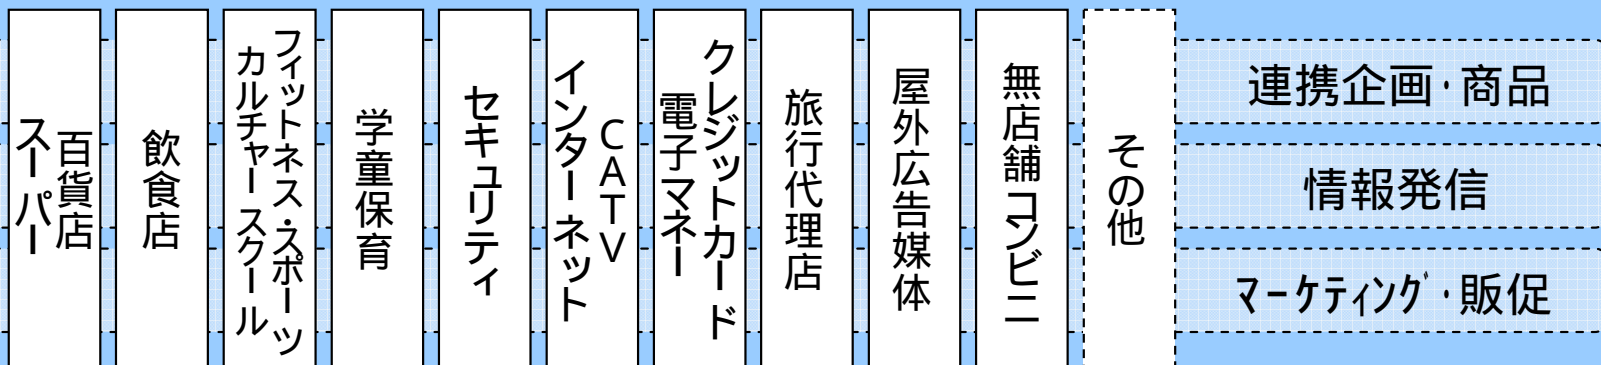 百貨店
スーパー
飲食店
フィットネス・スポーツ
カルチャースクール
学童保育
セキュリティ
CATV
インターネット
クレジットカード
電子マネー
旅行代理店
屋外広告媒体
無店舗コンビニ
その他
連携企画・商品
情報発信
ﾏｰｹﾃｨﾝｸﾞ・販促